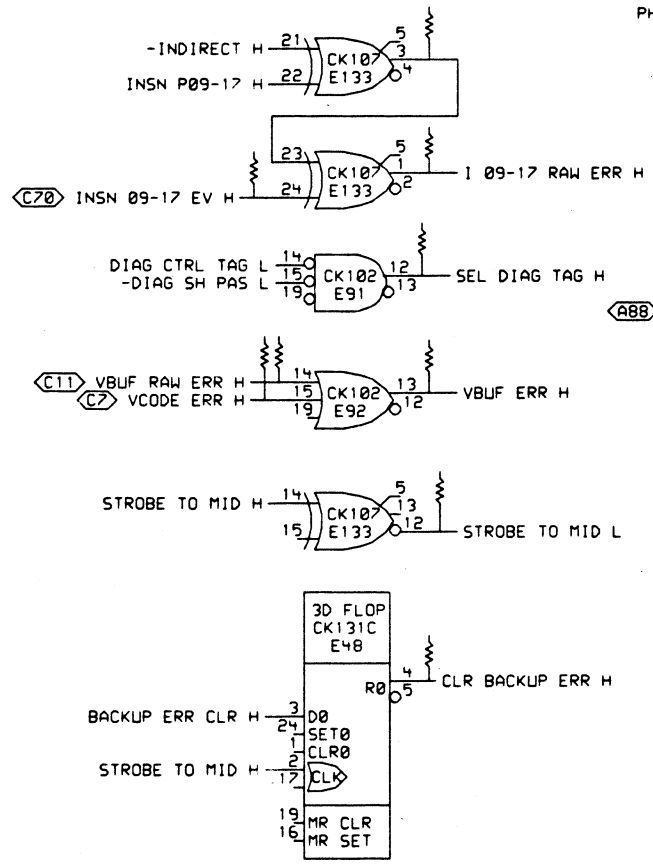 PH
-INDIRECT H 21 5
CK107 3
INSN P09-17 H 22 E133 4
23 5
CK107 1 I 09-17 RAW ERR H
C70 INSN 09-17 EV H 24 E133 2
DIAG CTRL TAG L 14 12 SEL DIAG TAG H
-DIAG SH PAS L 15 CK102 13
19 E91
A88
C11 VBUF RAW ERR H 14 13 VBUF ERR H
C7 VCODE ERR H 15 CK102 12
19 E92
STROBE TO MID H 14 5
CK107 13
15 E133 12 STROBE TO MID L
3D FLOP
CK131C
E48
R0 4 CLR BACKUP ERR H
5
BACKUP ERR CLR H 3 D0
24 SET0
1 CLR0
STROBE TO MID H 2 CLK
17
19 MR CLR
16 MR SET